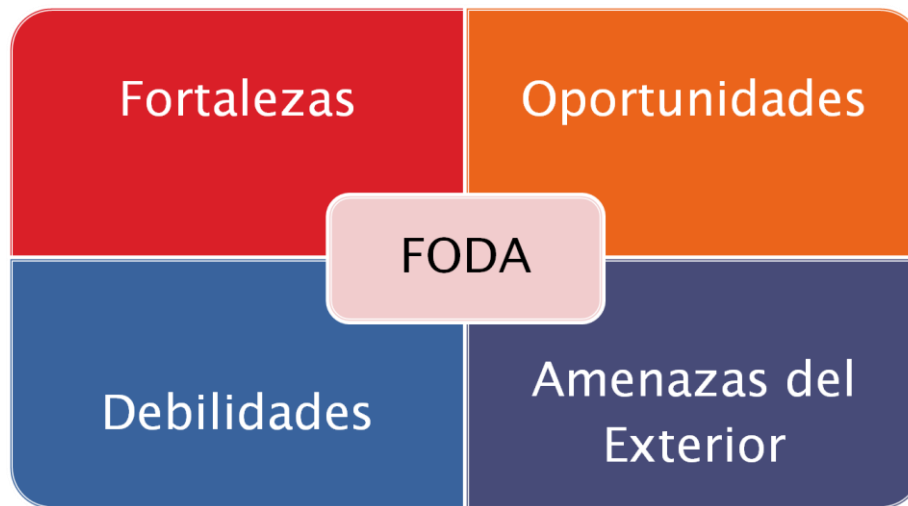 Fortalezas
Oportunidades
FODA
Debilidades
Amenazas del
Exterior